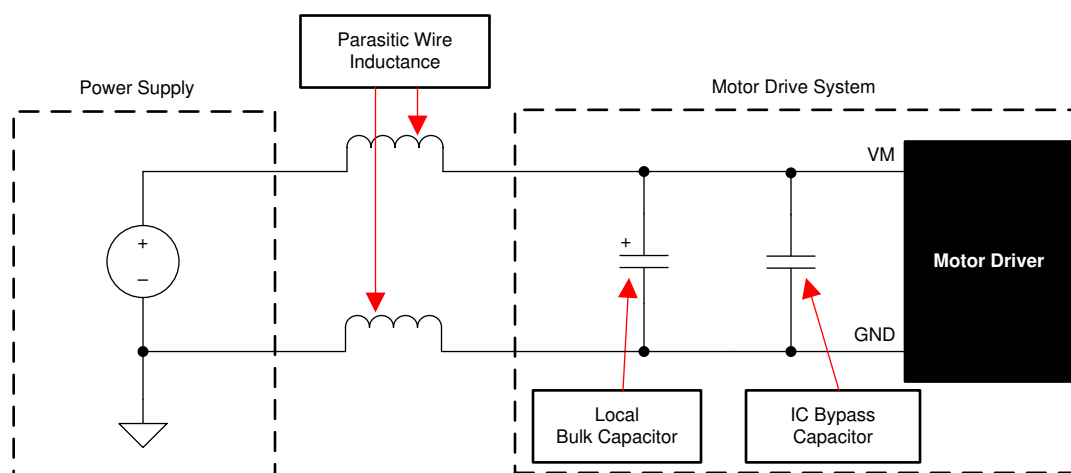 Parasitic Wire
Inductance
Power Supply
Motor Drive System
VM
+
–
+
Motor Driver
GND
Local
Bulk Capacitor
IC Bypass
Capacitor